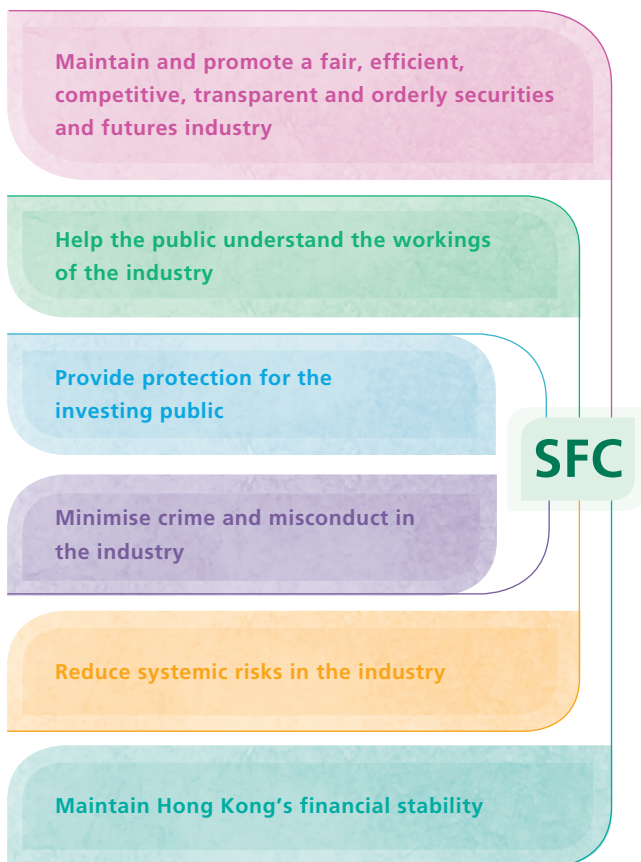 Maintain and promote a fair, efficient,
competitive, transparent and orderly securities
and futures industry
Help the public understand the workings
of the industry
Provide protection for the
investing public
SFC
Minimise crime and misconduct in
the industry
Reduce systemic risks in the industry
Maintain Hong Kong's financial stability